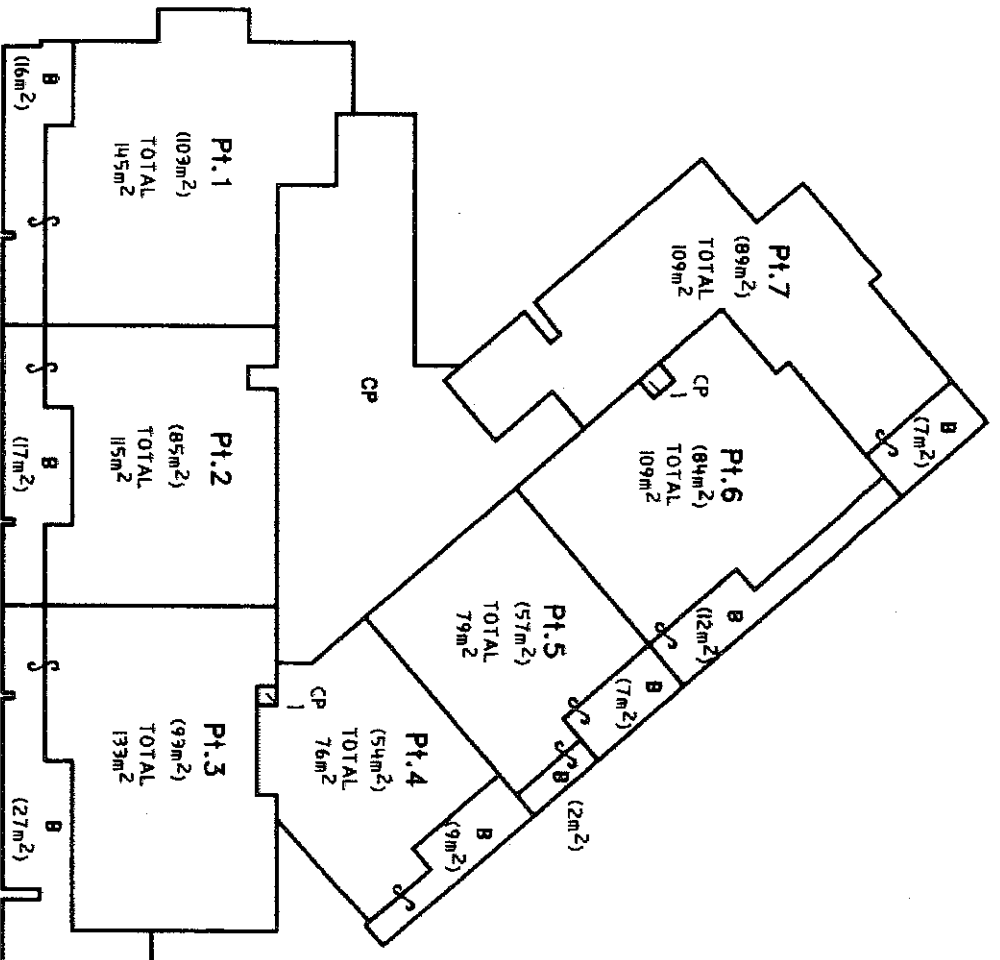 Pt.1
(103m²)
TOTAL
145m²
B
(16m²)
Pt.2
(85m²)
TOTAL
115m²
B
(17m²)
Pt.3
(99m²)
TOTAL
133m²
B
(27m²)
CP
CP
1
Pt.4
(54m²)
TOTAL
76m²
B
(9m²)
Pt.5
(57m²)
TOTAL
79m²
B
(7m²)
B
(2m²)
Pt.6
(84m²)
TOTAL
109m²
B
(12m²)
CP
1
Pt.7
(89m²)
TOTAL
109m²
B
(7m²)